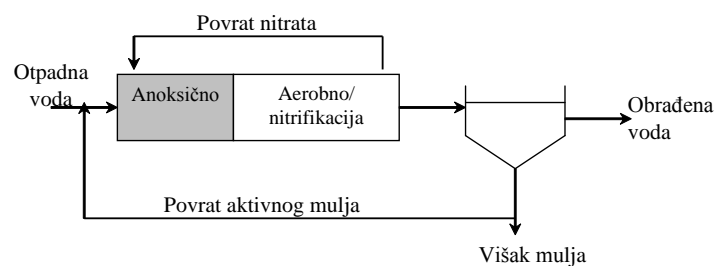 Povrat nitrata
Otpadna
voda
Anoksično
Aerobno/
nitrifikacija
Obrađena
voda
Povrat aktivnog mulja
Višak mulja